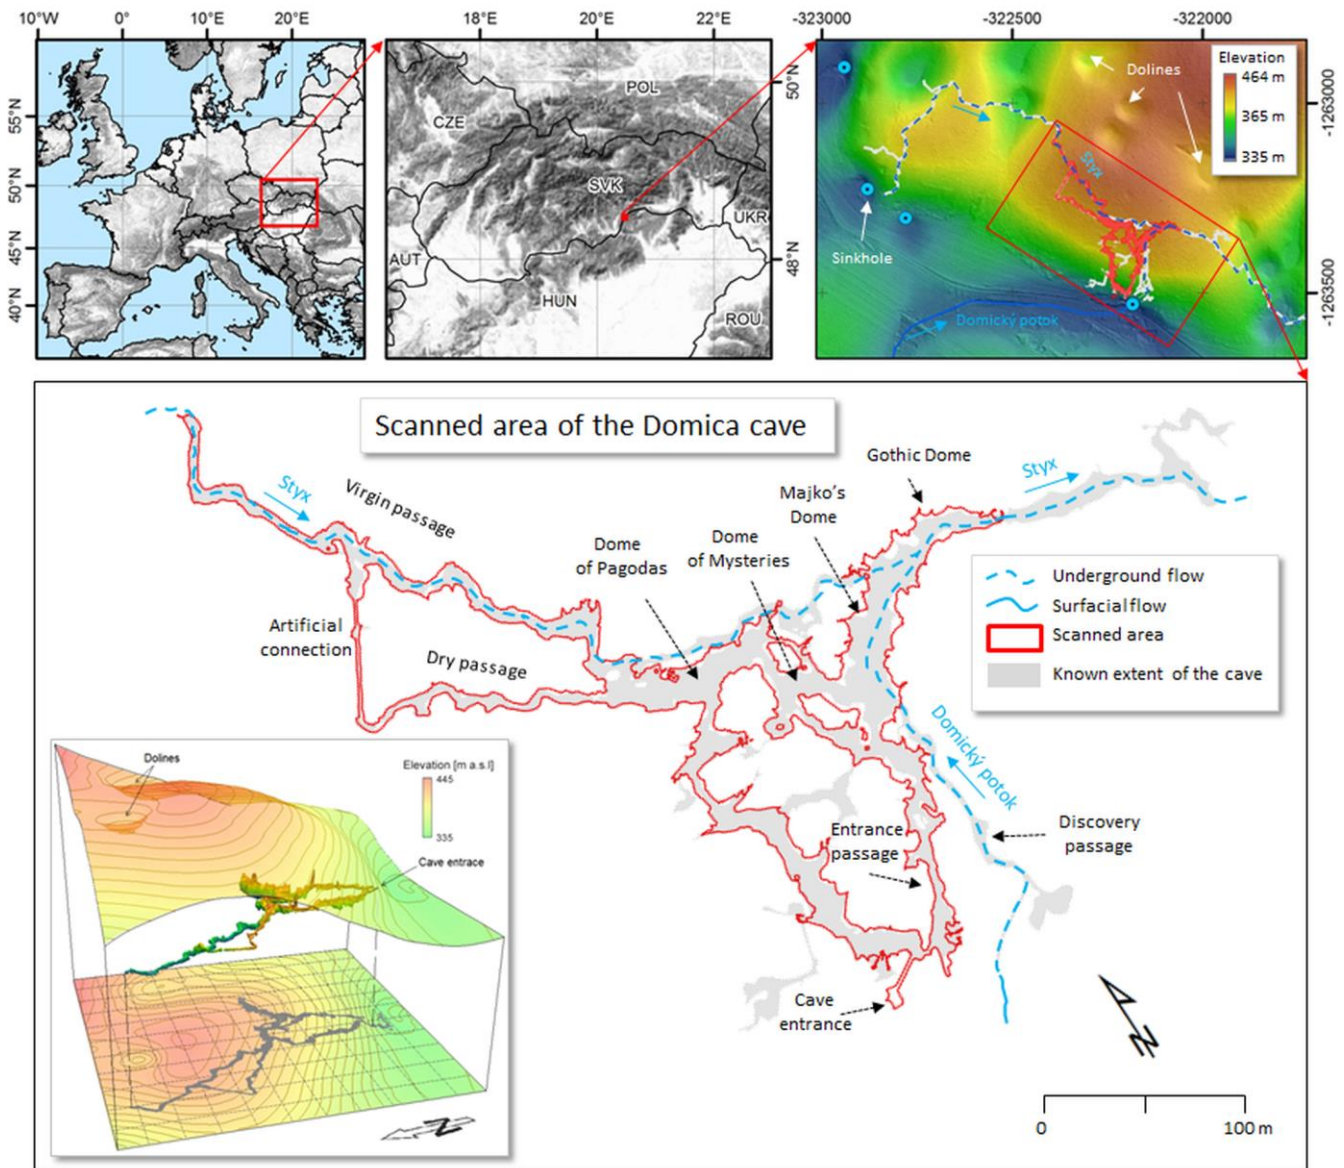 10°W 0° 10°E 20°E
18°E 20°E 22°E
-323000 -322500 -322000
55°N
50°N
45°N
40°N
POL
CZE
SVK
UKR
AUT
HUN
ROU
50°N
48°N
Elevation
464 m
365 m
335 m
Dolines
Styx
Sinkhole
Domický potok
-1263000
-1263500
Scanned area of the Domica cave
Gothic Dome
Styx
Majko's
Dome
Styx
Virgin passage
Dome
of Mysteries
Dome
of Pagodas
Underground flow
Surfacial flow
Scanned area
Known extent of the cave
Artificial
connection
Dry passage
Domický potok
Discovery
passage
Entrance
passage
Cave
entrance
Dolines
Elevation [m a.s.l]
445
335
Cave entrace
N
N
0 100 m